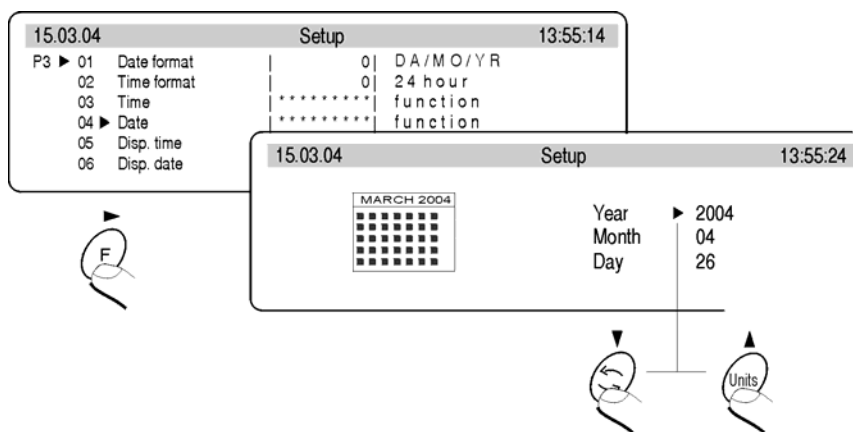 15.03.04 Setup 13:55:14
P3 ▶ 01 Date format | 0| DA/MO/YR
02 Time format 0| 24 hour
03 Time |*********| function
04 ▶ Date |*********| function
05 Disp. time
06 Disp. date
15.03.04 Setup 13:55:24
MARCH 2004
Year ▶ 2004
Month 04
Day 26
F
Units